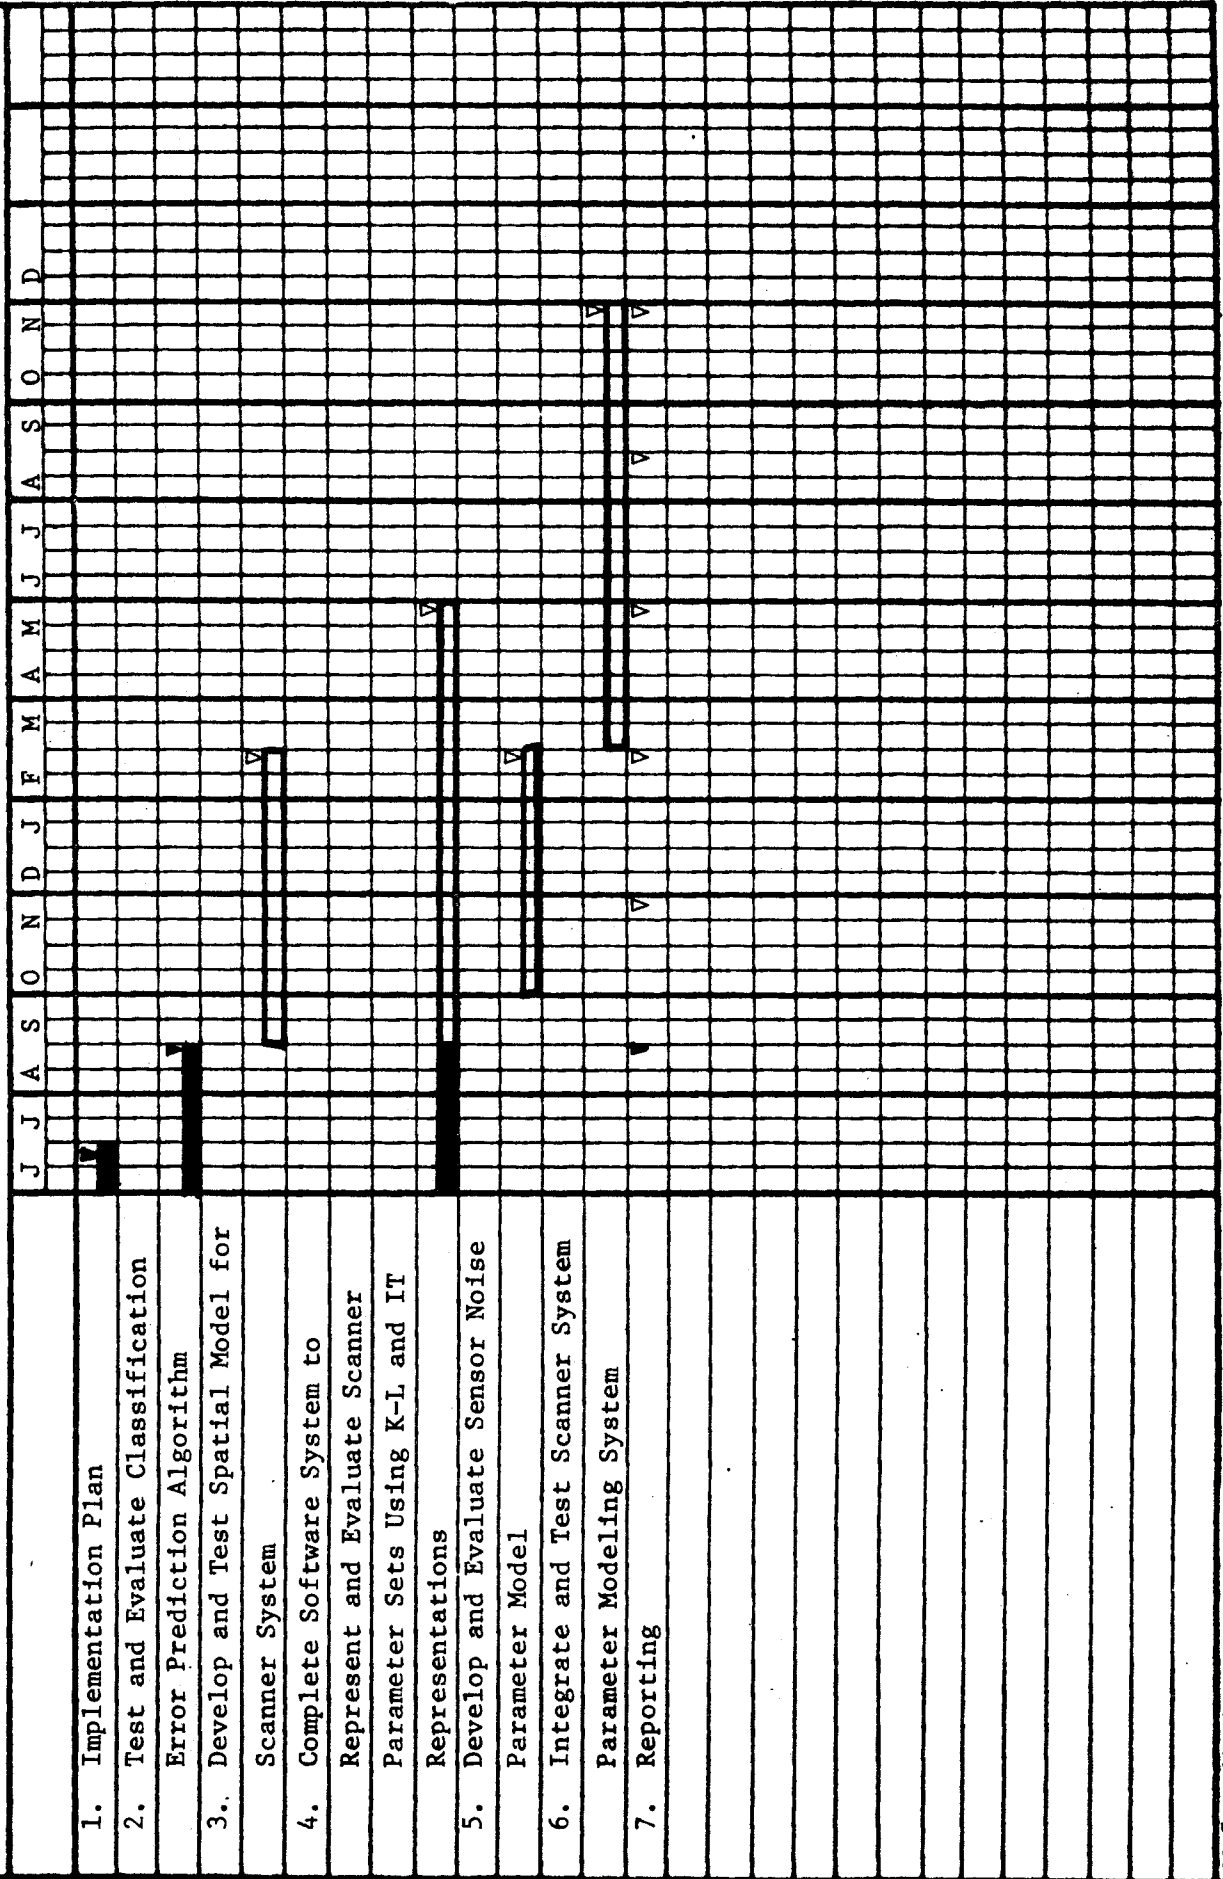 J J A S O N D J F M A M J J A S O N D
1. Implementation Plan
2. Test and Evaluate Classification
Error Prediction Algorithm
3. Develop and Test Spatial Model for
Scanner System
4. Complete Software System to
Represent and Evaluate Scanner
Parameter Sets Using K-L and IT
Representations
5. Develop and Evaluate Sensor Noise
Parameter Model
6. Integrate and Test Scanner System
Parameter Modeling System
7. Reporting